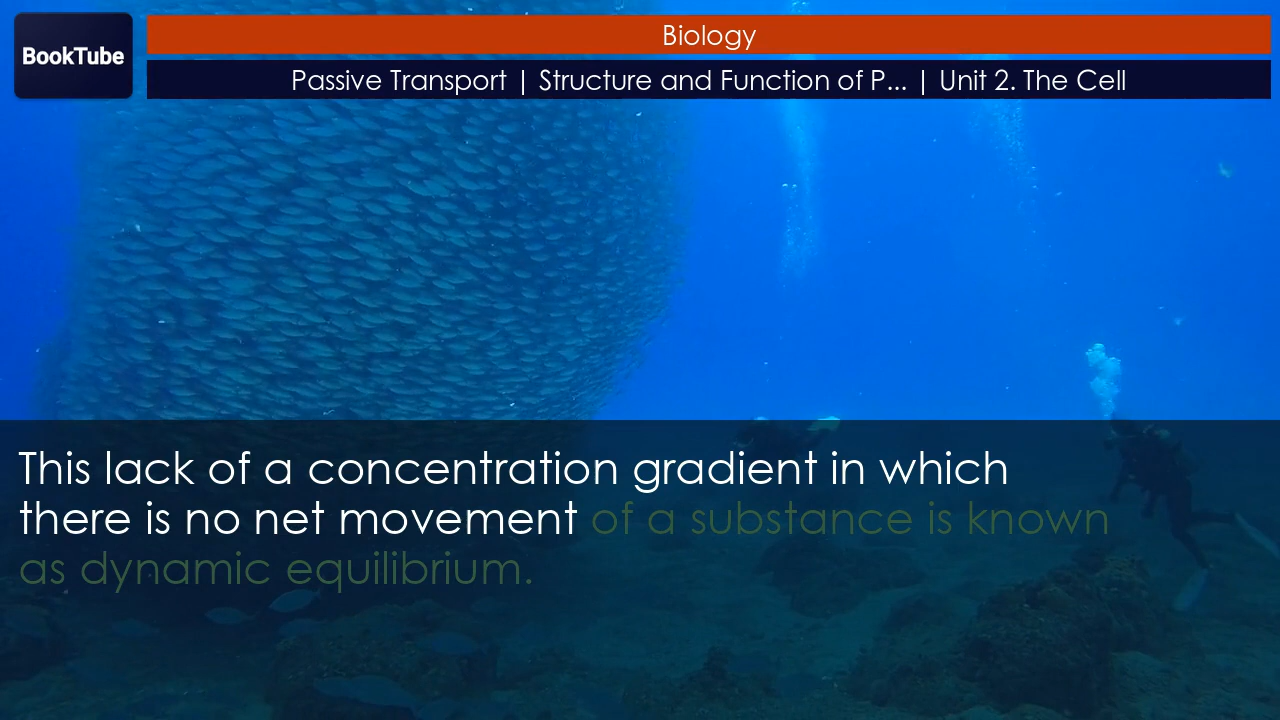 BookTube
Biology
Passive Transport | Structure and Function of P... | Unit 2. The Cell
This lack of a concentration gradient in which
there is no net movement of a substance is known
as dynamic equilibrium.